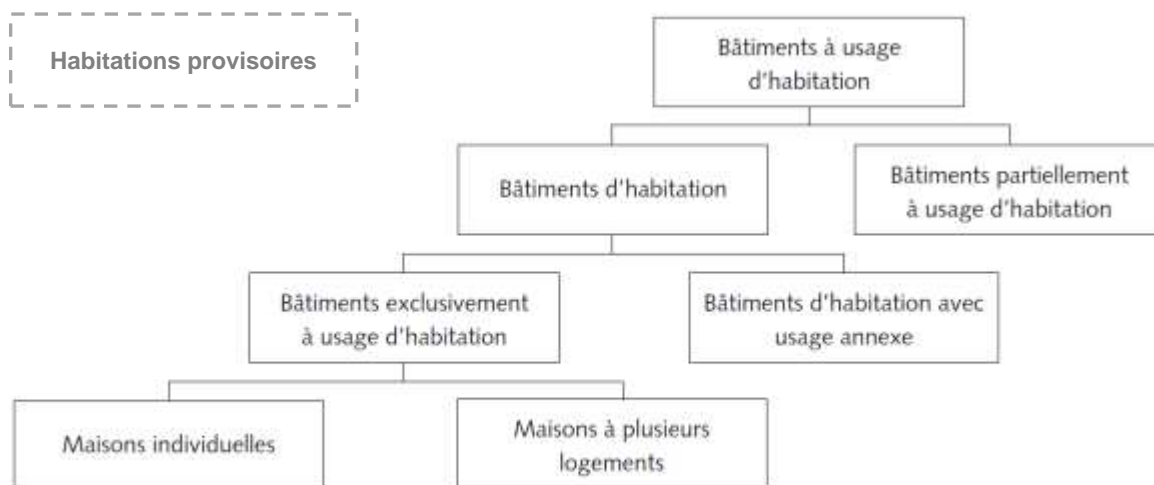 Habitations provisoires
Bâtiments à usage
d'habitation
Bâtiments d'habitation
Bâtiments partiellement
à usage d'habitation
Bâtiments exclusivement
à usage d'habitation
Bâtiments d'habitation avec
usage annexe
Maisons individuelles
Maisons à plusieurs
logements